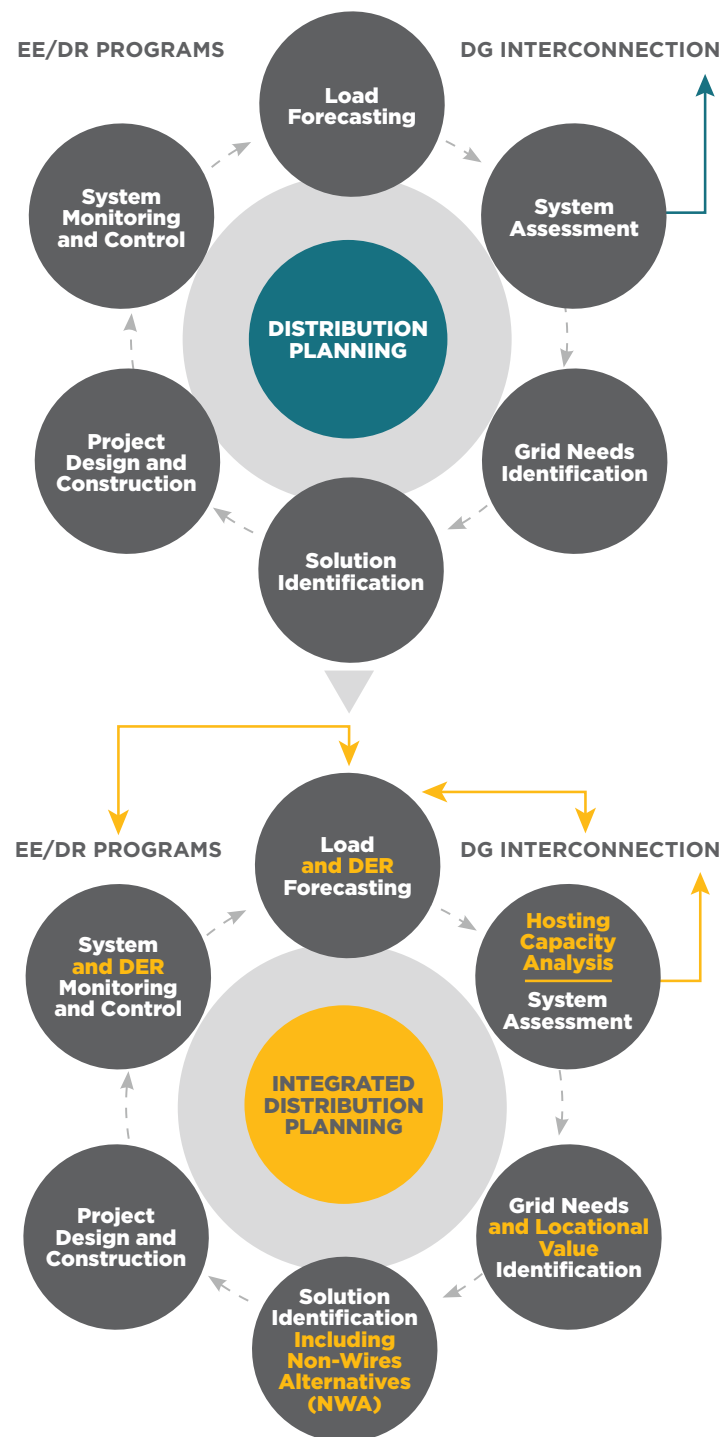 EE/DR PROGRAMS
DG INTERCONNECTION
Load
Forecasting
System
Assessment
Grid Needs
Identification
Solution
Identification
Project
Design and
Construction
System
Monitoring
and Control
DISTRIBUTION
PLANNING
EE/DR PROGRAMS
DG INTERCONNECTION
Load
and DER
Forecasting
Hosting
Capacity
Analysis
System
Assessment
Grid Needs
and Locational
Value
Identification
Solution
Identification
Including
Non-Wires
Alternatives
(NWA)
Project
Design and
Construction
System
and DER
Monitoring
and Control
INTEGRATED
DISTRIBUTION
PLANNING